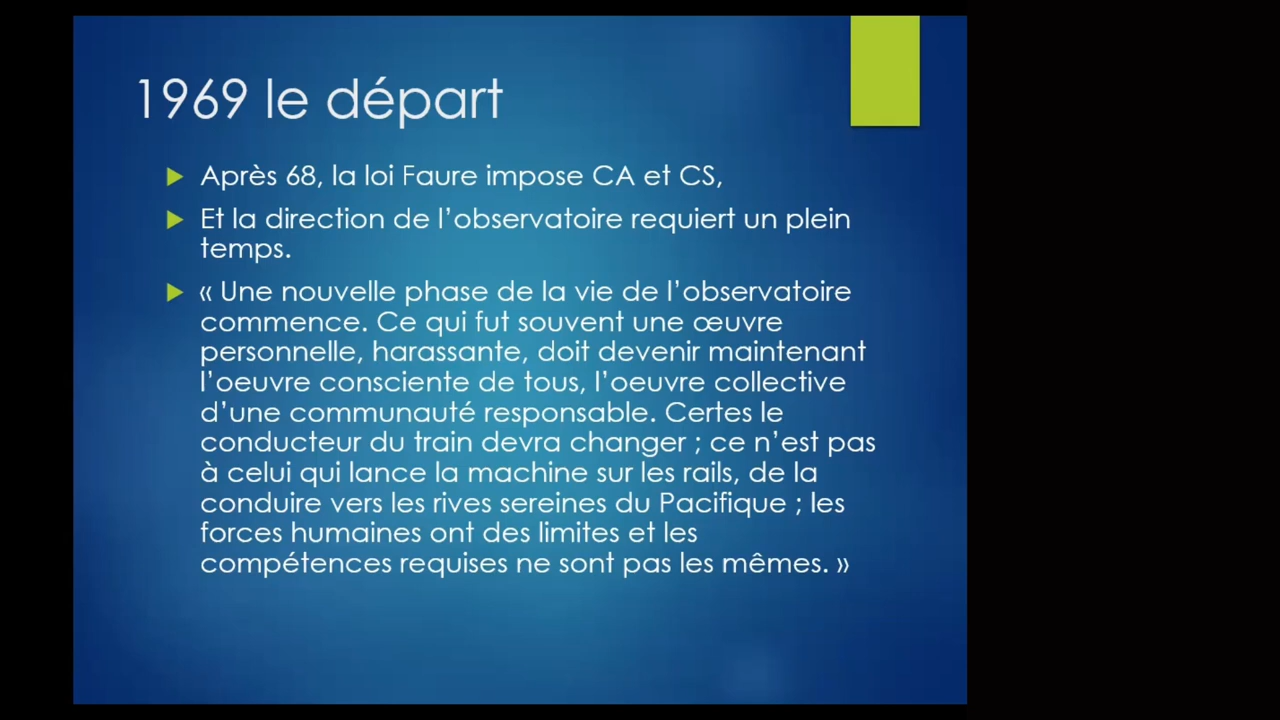 1969 le départ
Après 68, la loi Faure impose CA et CS,
Et la direction de l’observatoire requiert un plein
temps.
« Une nouvelle phase de la vie de l’observatoire
commence. Ce qui fut souvent une œuvre
personnelle, harassante, doit devenir maintenant
l’oeuvre consciente de tous, l’oeuvre collective
d’une communauté responsable. Certes le
conducteur du train devra changer ; ce n’est pas
à celui qui lance la machine sur les rails, de la
conduire vers les rives sereines du Pacifique ; les
forces humaines ont des limites et les
compétences requises ne sont pas les mêmes. »